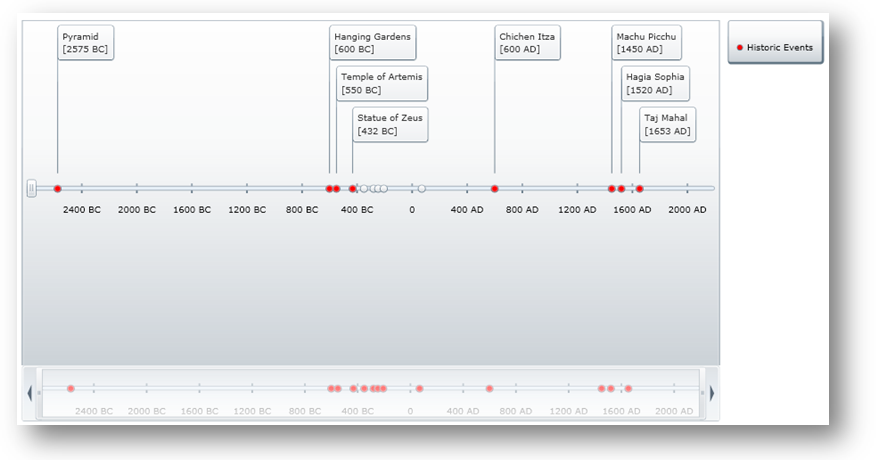 Pyramid
[2575 BC]
Hanging Gardens
[600 BC]
Temple of Artemis
[550 BC]
Statue of Zeus
[432 BC]
Chichen Itza
[600 AD]
Machu Picchu
[1450 AD]
Hagia Sophia
[1520 AD]
Taj Mahal
[1653 AD]
Historic Events
2400 BC 2000 BC 1600 BC 1200 BC 800 BC 400 BC 0 400 AD 800 AD 1200 AD 1600 AD 2000 AD
2400 BC 2000 BC 1600 BC 1200 BC 800 BC 400 BC 0 400 AD 800 AD 1200 AD 1600 AD 2000 AD